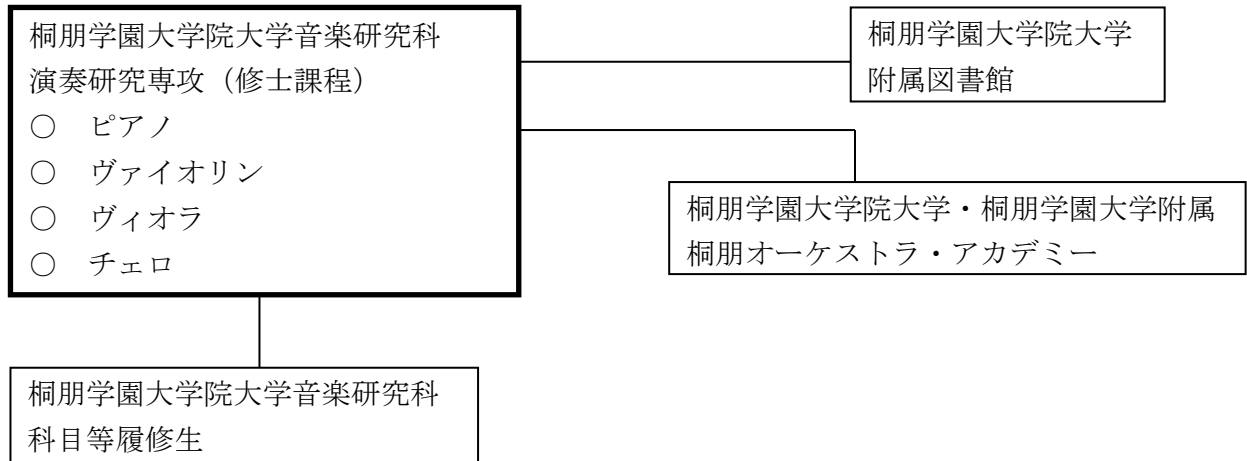 桐朋学園大学院大学音楽研究科
演奏研究専攻（修士課程）
○　ピアノ
○　ヴァイオリン
○　ヴィオラ
○　チェロ
桐朋学園大学院大学
附属図書館
桐朋学園大学院大学・桐朋学園大学附属
桐朋オーケストラ・アカデミー
桐朋学園大学院大学音楽研究科
科目等履修生